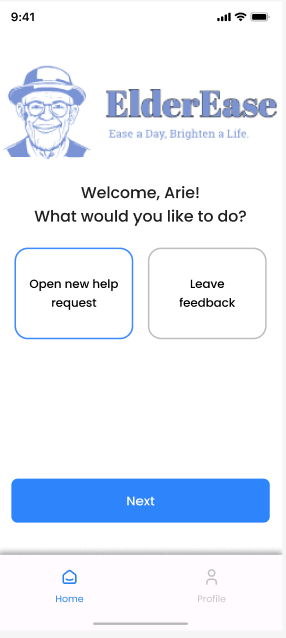 9:41
ElderEase
Ease a Day, Brighten a Life.
Welcome, Arie!
What would you like to do?
Open new help
request
Leave
feedback
Next
Home
Profile